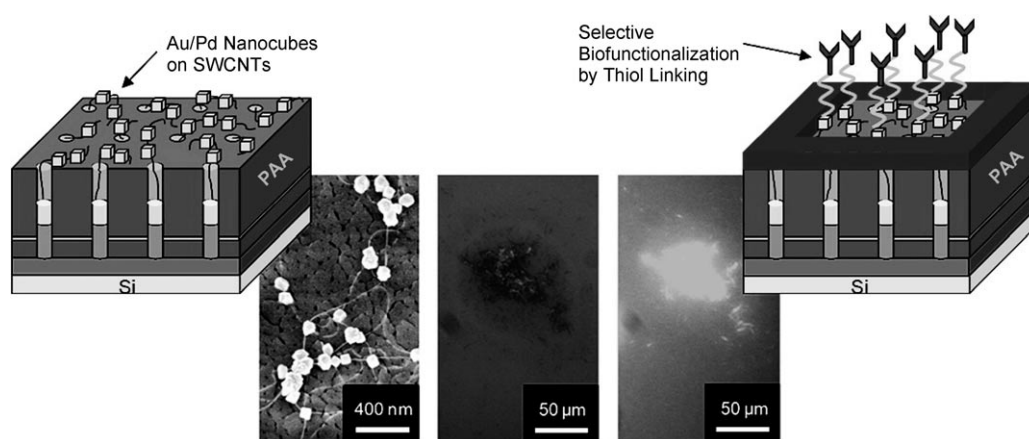 Au/Pd Nanocubes
on SWCNTs
PAA
Si
Selective
Biofunctionalization
by Thiol Linking
PAA
Si
400 nm
50 µm
50 µm